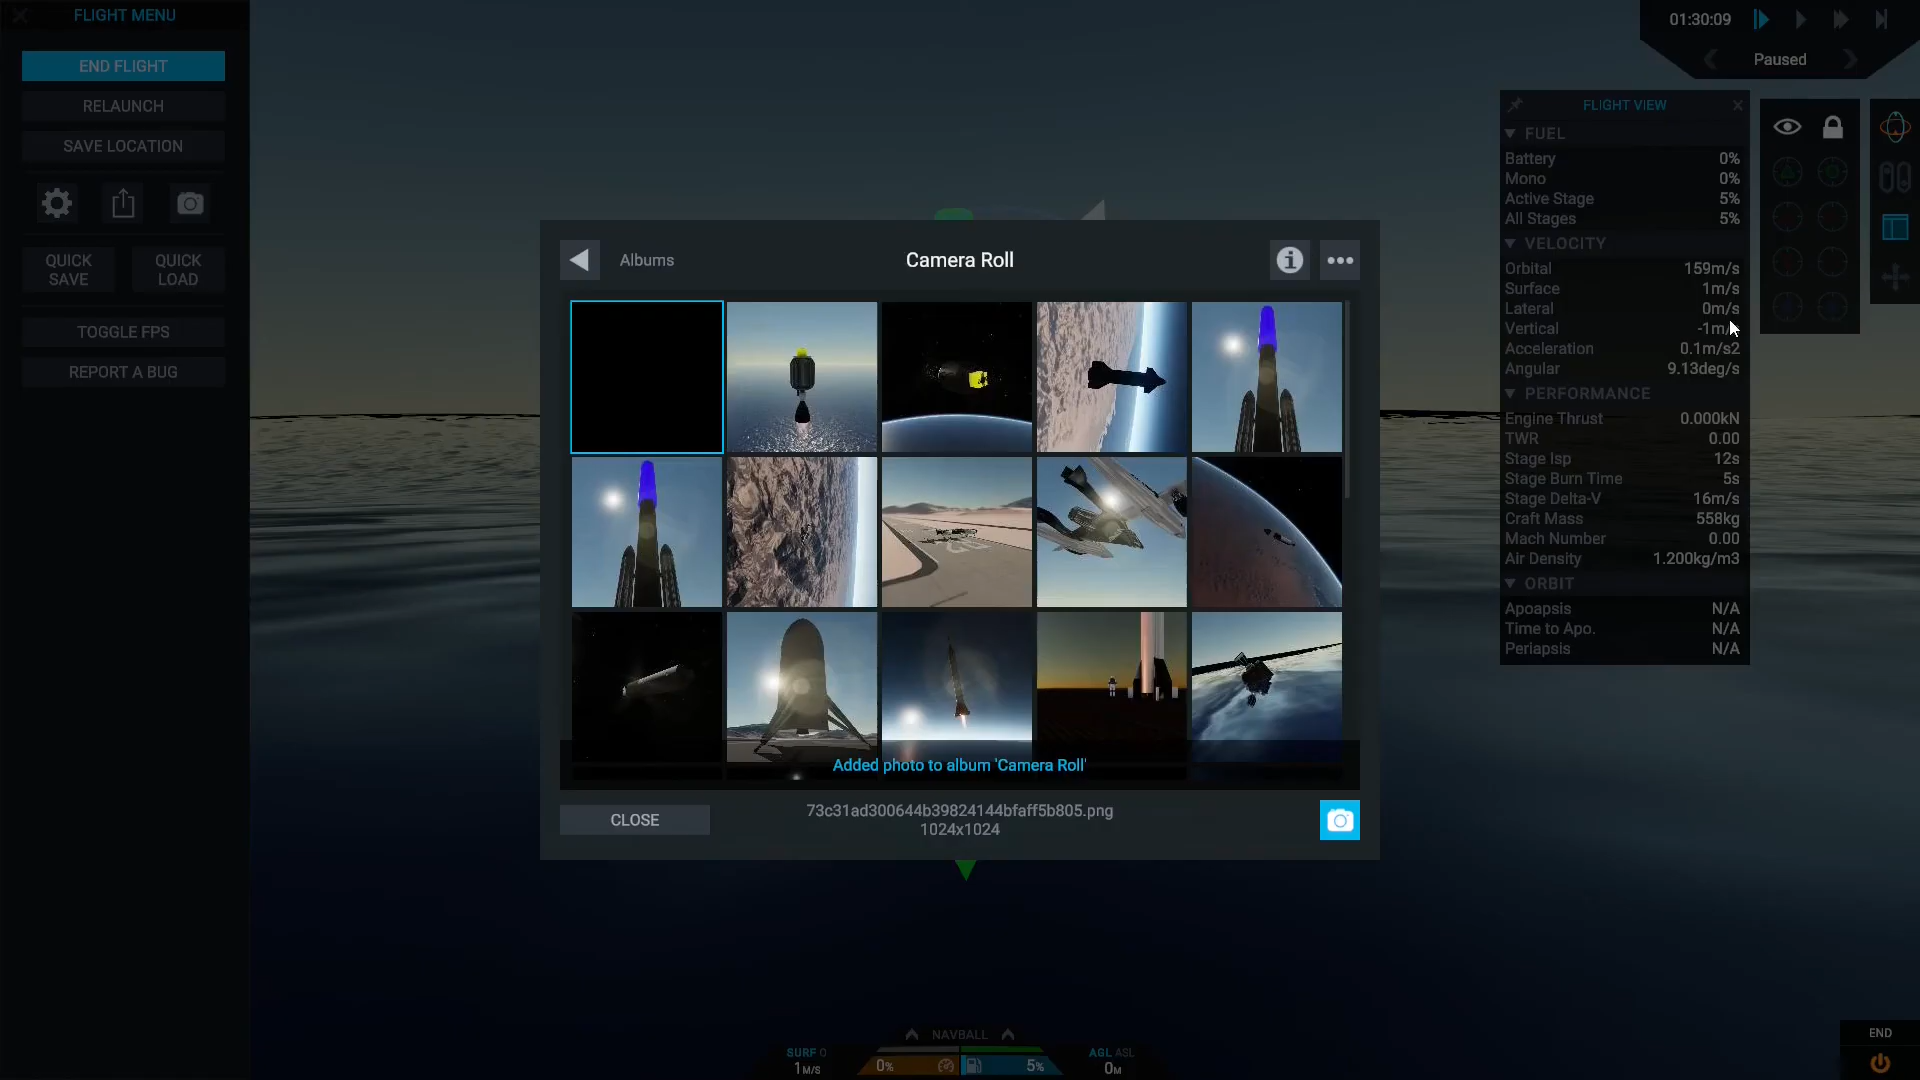 FLIGHT MENU
END FLIGHT
RELAUNCH
SAVE LOCATION
QUICK
SAVE
QUICK
LOAD
TOGGLE FPS
REPORT A BUG
Albums
Camera Roll
Added photo to album 'Camera Roll'
CLOSE
73c31ad300644b39824144bfaff5b805.png
1024x1024
01:30:09
Paused
FLIGHT VIEW
FUEL
Battery 0%
Mono 0%
Active Stage 5%
All Stages 5%
VELOCITY
Orbital 159m/s
Surface 1m/s
Lateral 0m/s
Vertical -1m/
Acceleration 0.1m/s2
Angular 9.13deg/s
PERFORMANCE
Engine Thrust 0.000kN
TWR 0.00
Stage Isp 12s
Stage Burn Time 5s
Stage Delta-V 16m/s
Craft Mass 558kg
Mach Number 0.00
Air Density 1.200kg/m3
ORBIT
Apoapsis N/A
Time to Apo. N/A
Periapsis N/A
NAVBALL
SURF O
1M/S
0%
5%
AGL ASL
0M
END